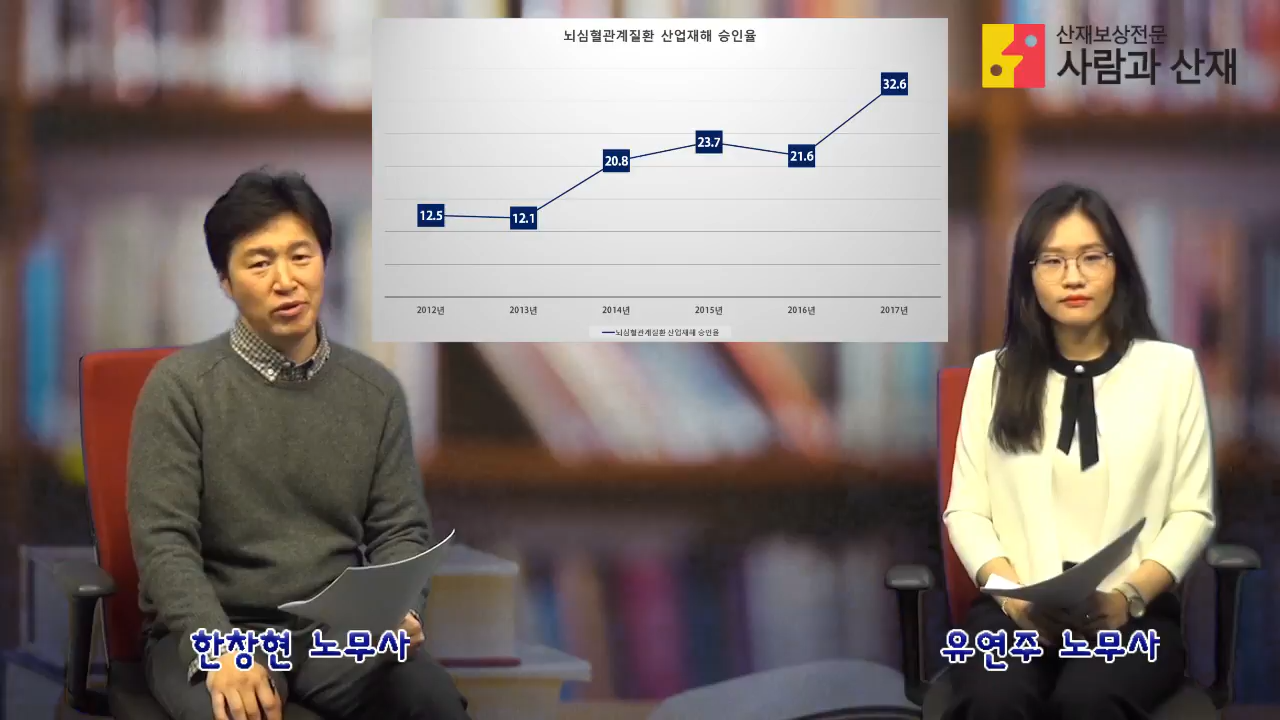 뇌심혈관계질환 산업재해 승인율
32.6
23.7
21.6
20.8
12.5
12.1
2012년 2013년 2014년 2015년 2016년 2017년
뇌심혈관계질환 산업재해 승인율
산재보상전문
사람과 산재
한창현 노무사
유연주 노무사